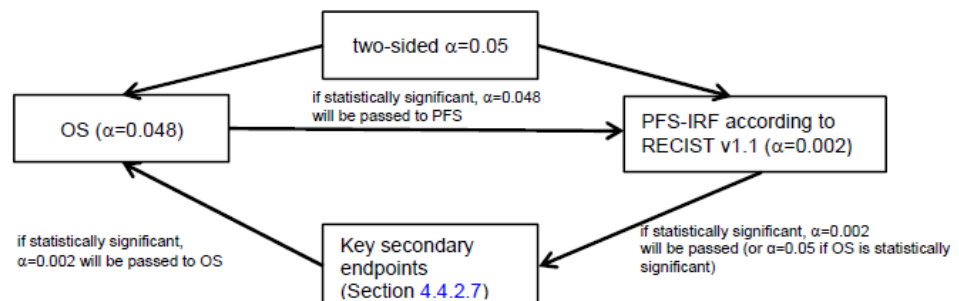 two-sided α=0.05
if statistically significant, α=0.048
will be passed to PFS
OS (α=0.048)
PFS-IRF according to
RECIST v1.1 (α=0.002)
if statistically significant,
α=0.002 will be passed to OS
Key secondary
endpoints
(Section 4.4.2.7)
if statistically significant, α=0.002
will be passed (or α=0.05 if OS is statistically
significant)